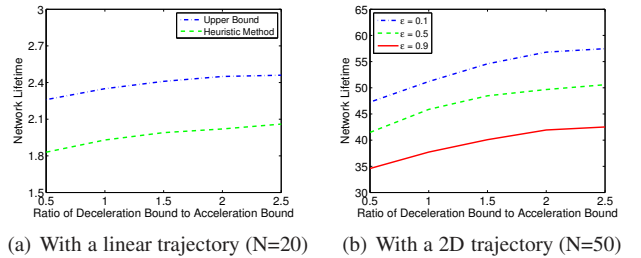 3
2.7
2.4
2.1
1.8
1.5
Network Lifetime
Upper Bound
Heuristic Method
0.5 1 1.5 2 2.5
Ratio of Deceleration Bound to Acceleration Bound
(a) With a linear trajectory (N=20)
65
60
55
50
45
40
35
30
Network Lifetime
ε = 0.1
ε = 0.5
ε = 0.9
0.5 1 1.5 2 2.5
Ratio of Deceleration Bound to Acceleration Bound
(b) With a 2D trajectory (N=50)